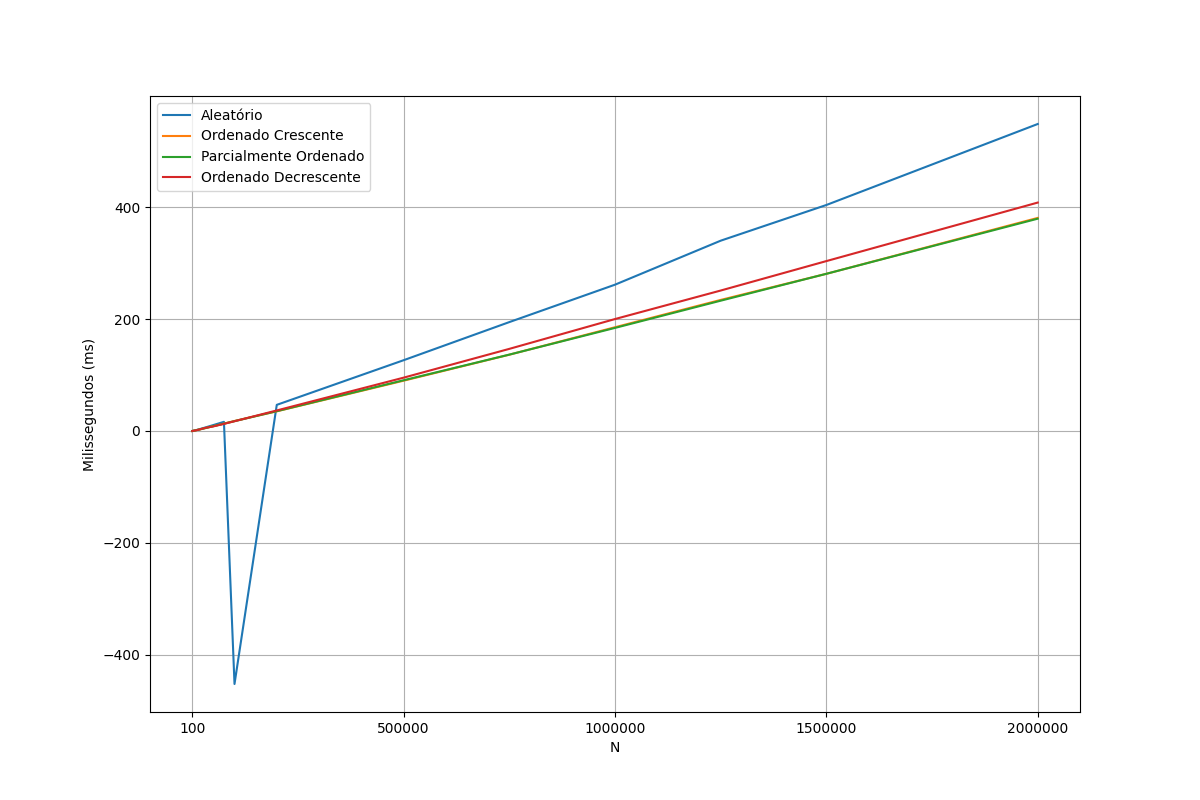 Aleatório
Ordenado Crescente
Parcialmente Ordenado
Ordenado Decrescente
400
200
0
−200
−400
Milissegundos (ms)
100
500000
1000000
1500000
2000000
N